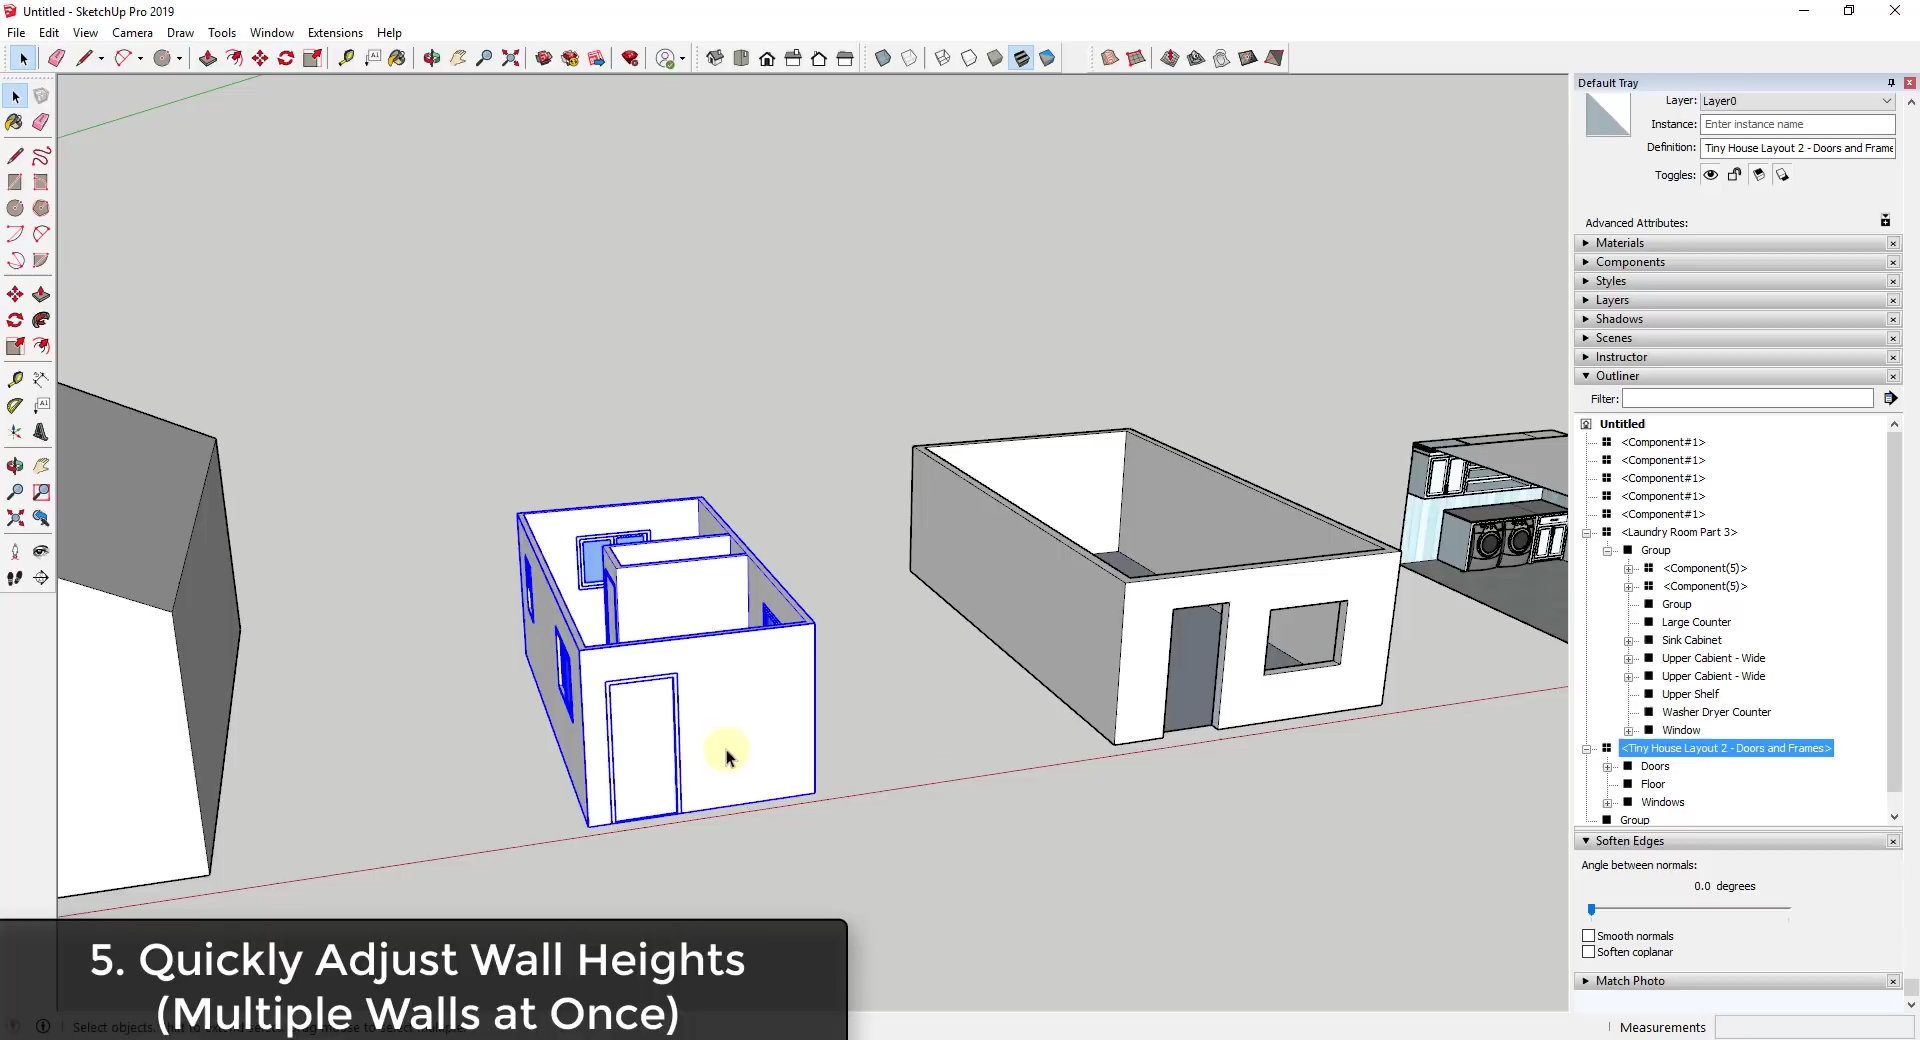 Untitled - SketchUp Pro 2019
File Edit View Camera Draw Tools Window Extensions Help
Default Tray
Layer: Layer0
Instance: Enter instance name
Definition: Tiny House Layout 2 - Doors and Frame
Toggles:
Advanced Attributes:
Materials
Components
Styles
Layers
Shadows
Scenes
Instructor
Outliner
Filter:
Untitled
<Component#1>
<Component#1>
<Component#1>
<Component#1>
<Component#1>
<Laundry Room Part 3>
Group
<Component(5)>
<Component(5)>
Group
Large Counter
Sink Cabinet
Upper Cabient - Wide
Upper Cabient - Wide
Upper Shelf
Washer Dryer Counter
Window
<Tiny House Layout 2 - Doors and Frames>
Doors
Floor
Windows
Group
Soften Edges
Angle between normals:
0.0 degrees
Smooth normals
Soften coplanar
Match Photo
5. Quickly Adjust Wall Heights
(Multiple Walls at Once)
Select objects.
Measurements